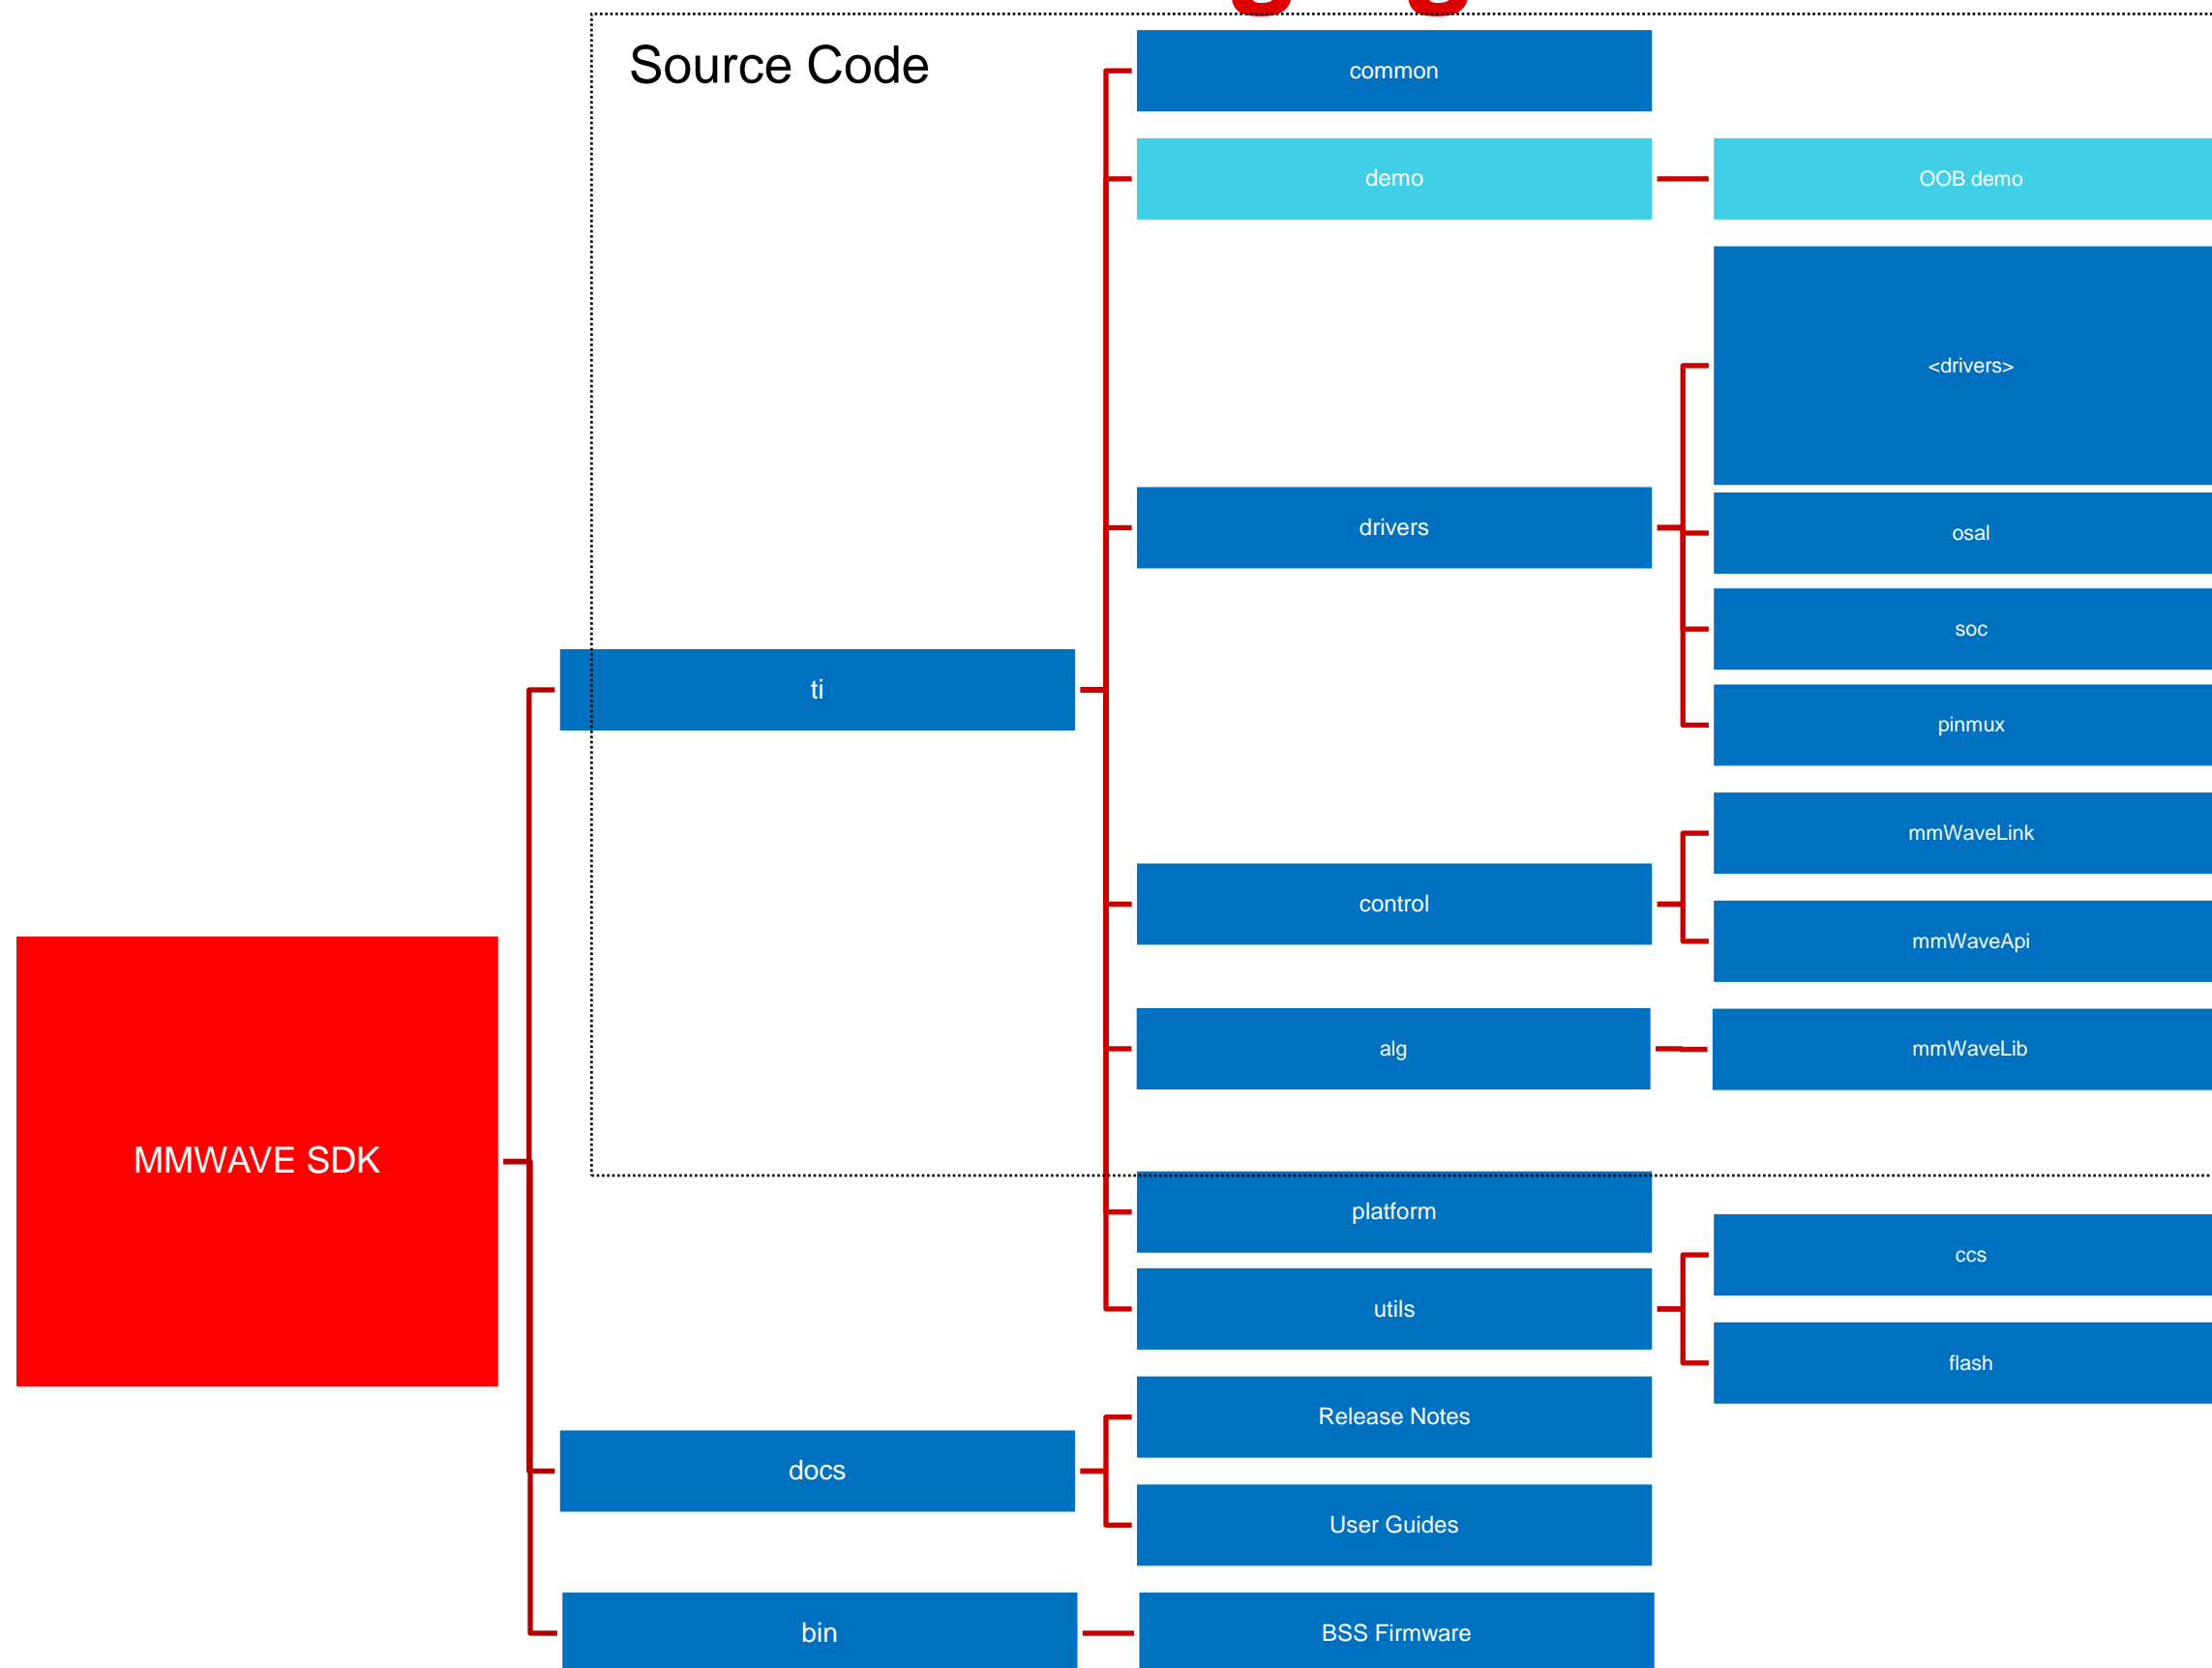 Source Code
common
demo
OOB demo
<drivers>
drivers
osal
soc
ti
pinmux
mmWaveLink
control
mmWaveApi
alg
mmWaveLib
MMWAVE SDK
platform
ccs
utils
flash
Release Notes
docs
User Guides
bin
BSS Firmware